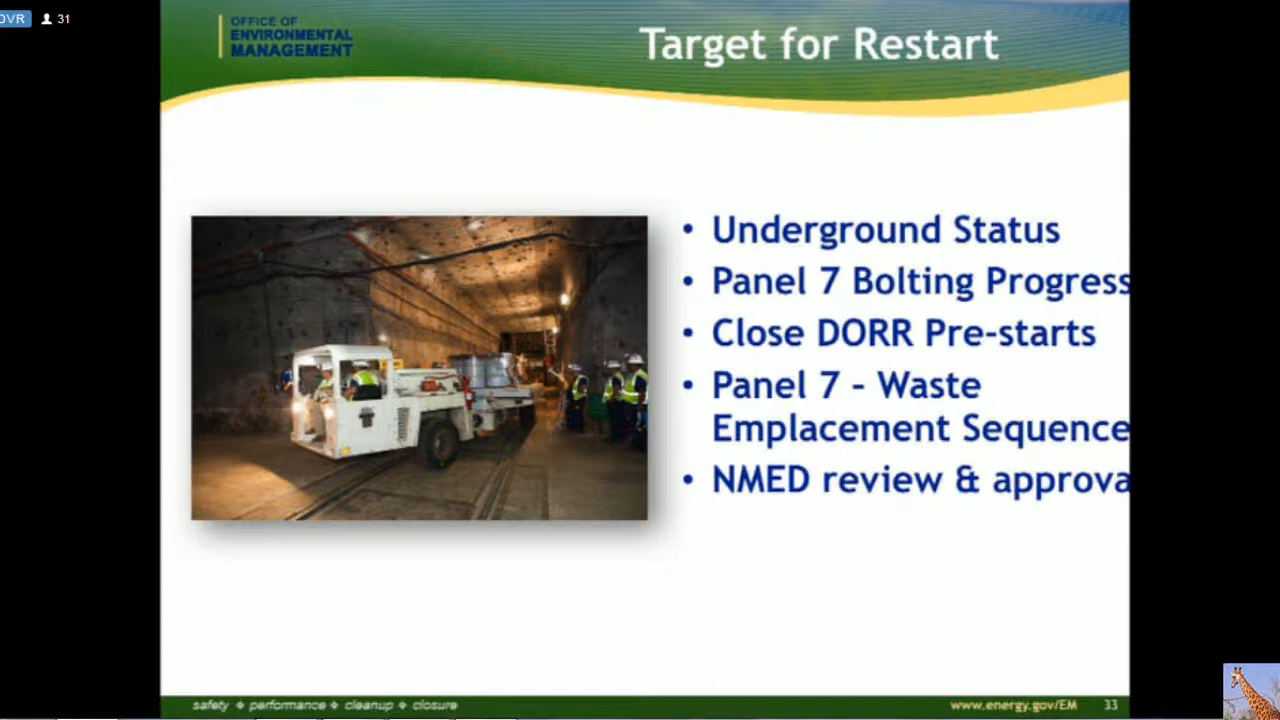 OVR 31
OFFICE OF
ENVIRONMENTAL
MANAGEMENT
Target for Restart
• Underground Status
• Panel 7 Bolting Progress
• Close DORR Pre-starts
• Panel 7 – Waste
Emplacement Sequence
• NMED review & approva
safety ❖ performance ❖ cleanup ❖ closure
www.energy.gov/EM 33